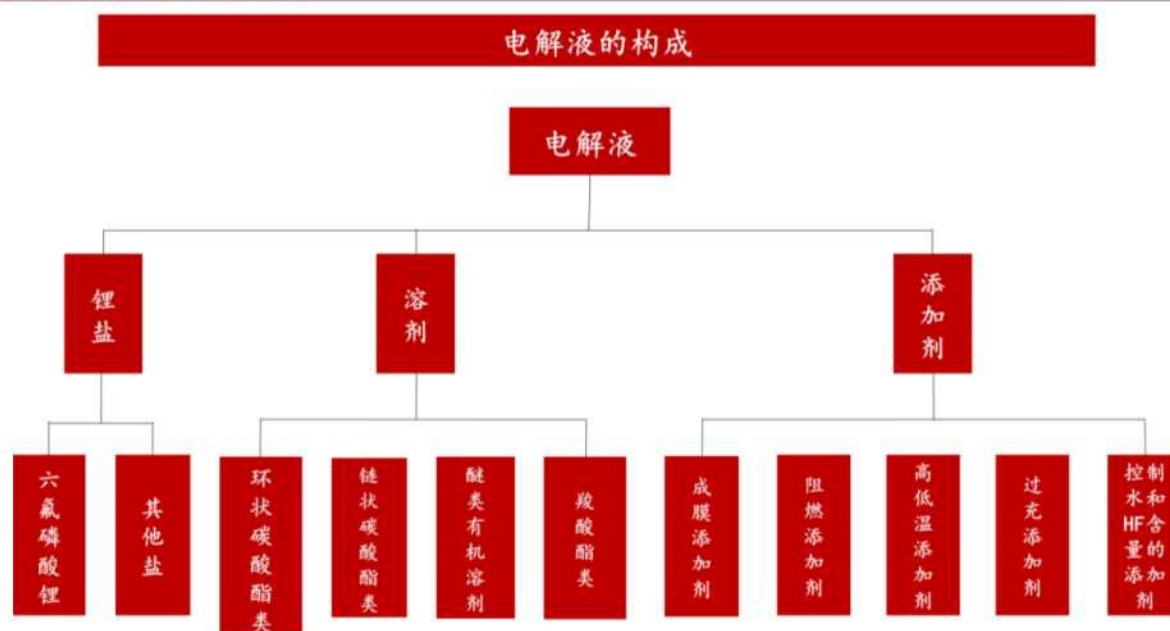 电解液的构成
电解液
锂盐
溶剂
添加剂
六氟磷酸锂
其他盐
环状碳酸酯类
链状碳酸酯类
醚类有机溶剂
羧酸酯类
成膜添加剂
阻燃添加剂
高低温添加剂
过充添加剂
控制水和HF含量的添加剂